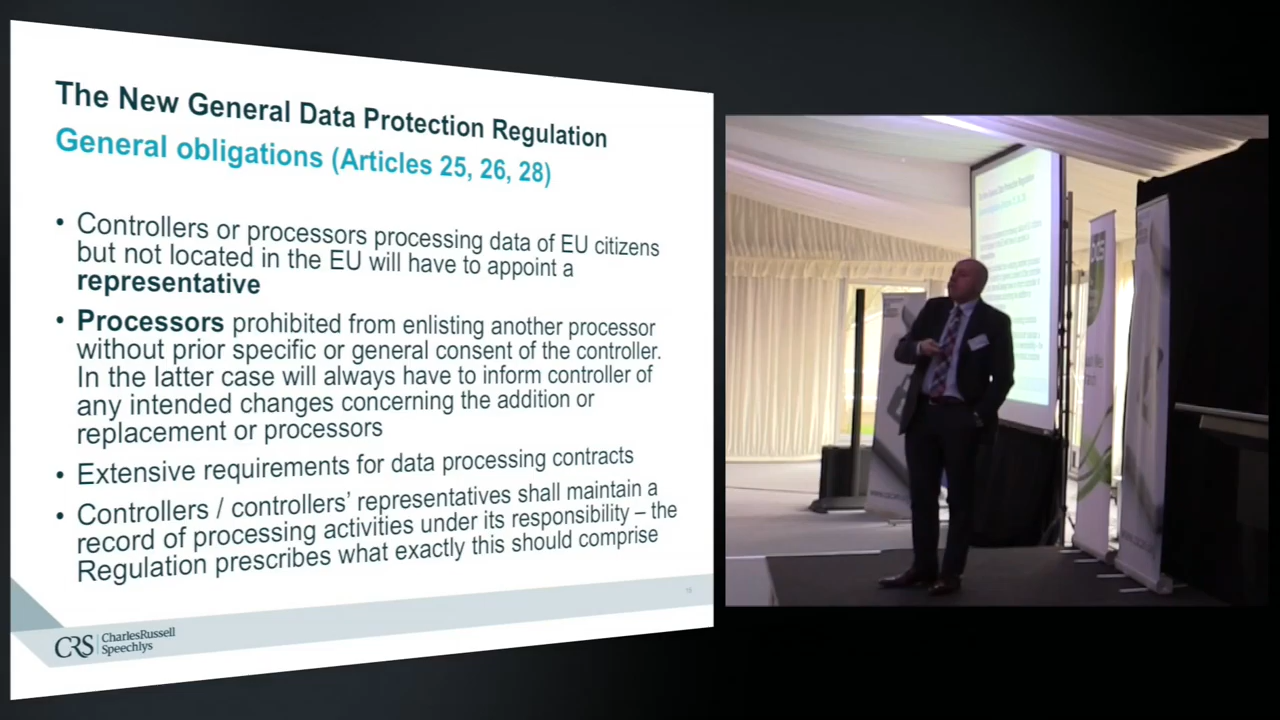 The New General Data Protection Regulation
General obligations (Articles 25, 26, 28)
• Controllers or processors processing data of EU citizens
but not located in the EU will have to appoint a
representative
• Processors prohibited from enlisting another processor
without prior specific or general consent of the controller.
In the latter case will always have to inform controller of
any intended changes concerning the addition or
replacement or processors
• Extensive requirements for data processing contracts
• Controllers / controllers’ representatives shall maintain a
record of processing activities under its responsibility – the
Regulation prescribes what exactly this should comprise
CRS CharlesRussell
Speechlys